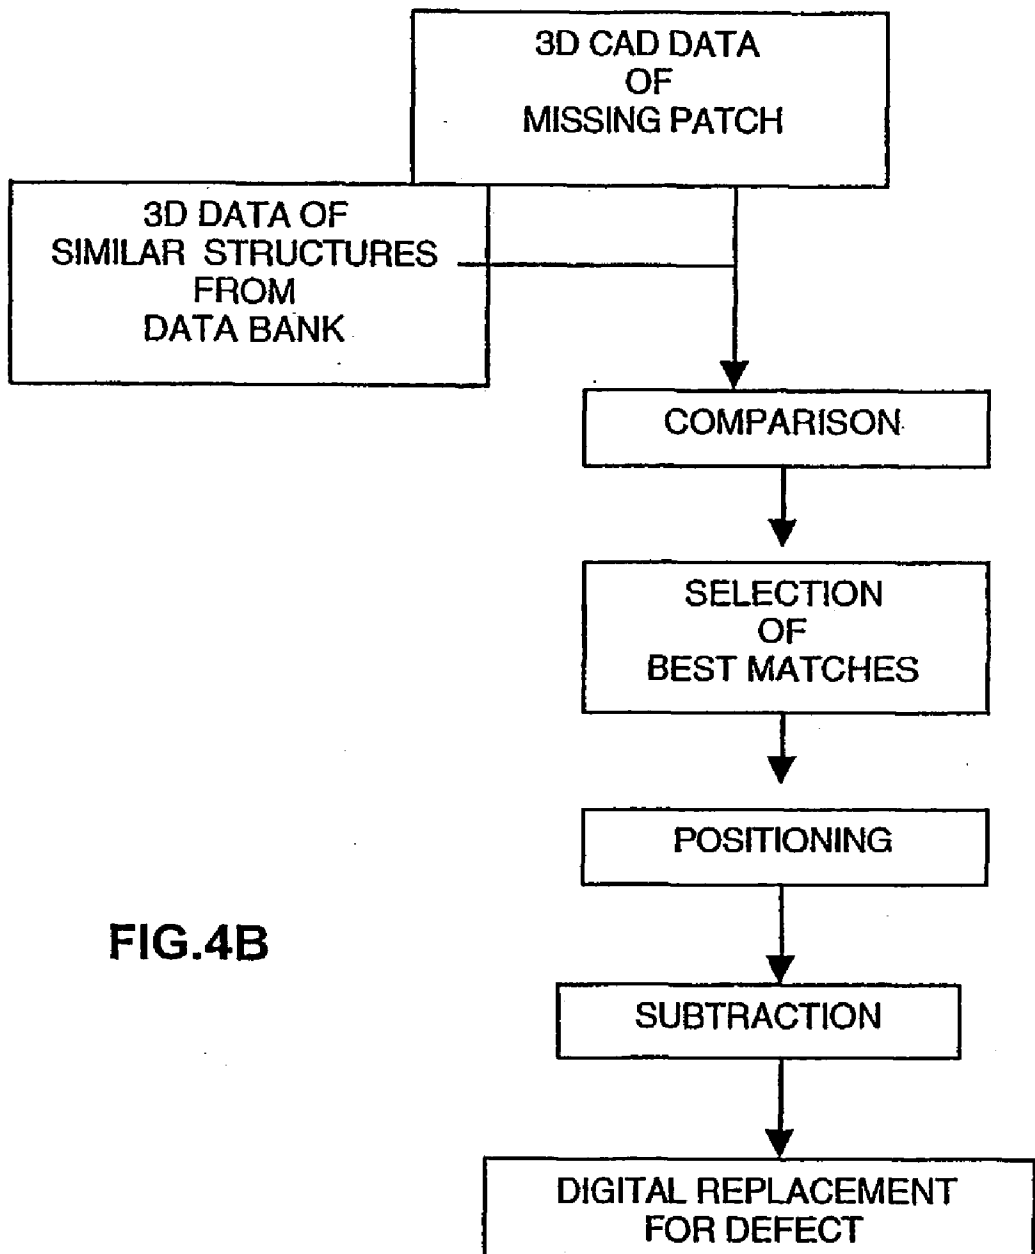 3D CAD DATA
OF
MISSING PATCH
3D DATA OF
SIMILAR STRUCTURES
FROM
DATA BANK
COMPARISON
SELECTION
OF
BEST MATCHES
POSITIONING
FIG.4B
SUBTRACTION
DIGITAL REPLACEMENT
FOR DEFECT